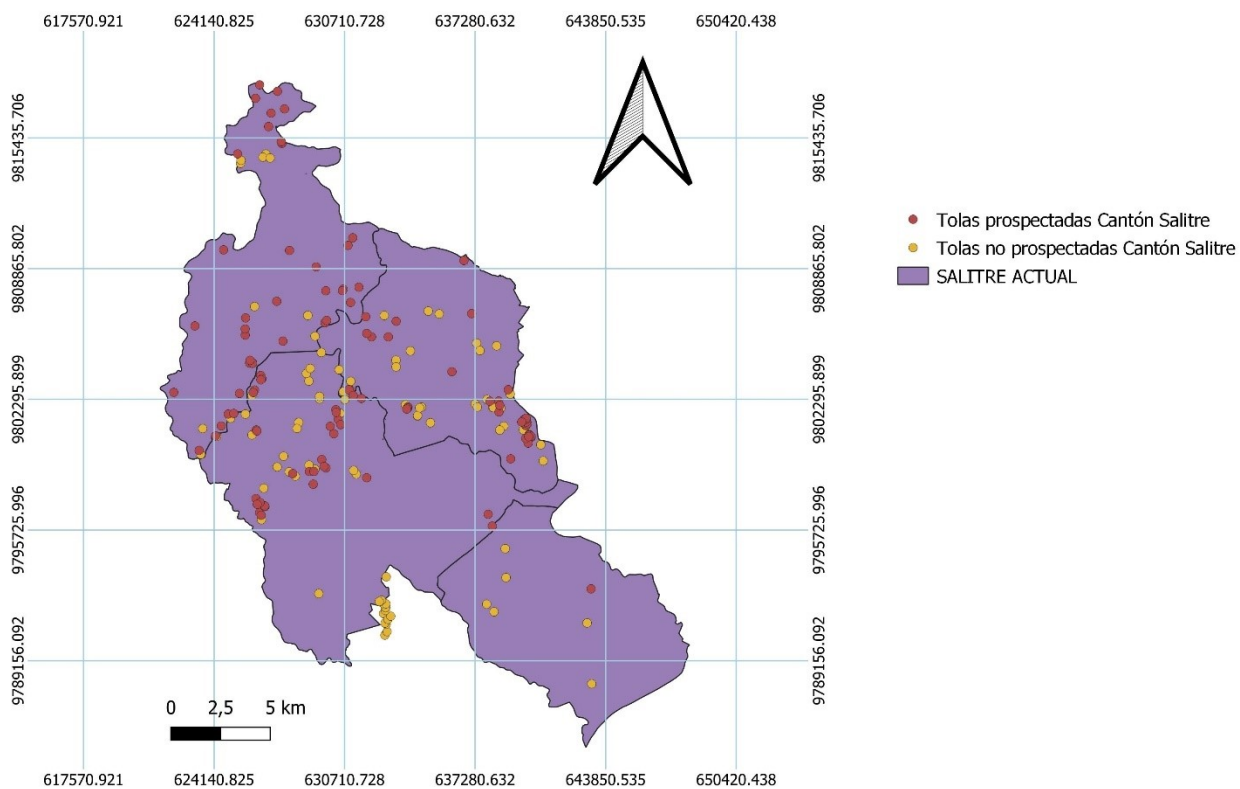 617570.921 624140.825 630710.728 637280.632 643850.535 650420.438
9815435.706 9815435.706
9808865.802 9808865.802
9802295.899 9802295.899
9795725.996 9795725.996
9789156.092 9789156.092
Tolas prospectadas Cantón Salitre
Tolas no prospectadas Cantón Salitre
SALITRE ACTUAL
0 2,5 5 km
617570.921 624140.825 630710.728 637280.632 643850.535 650420.438